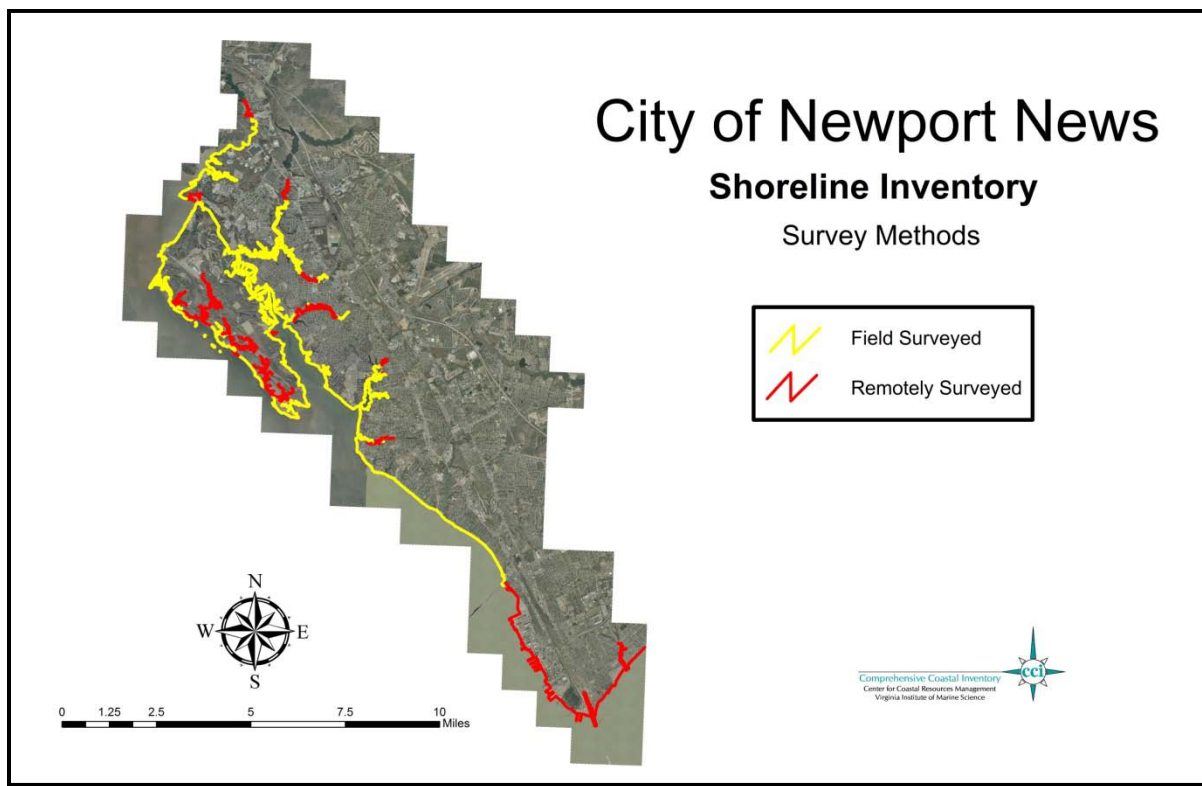 City of Newport News
Shoreline Inventory
Survey Methods
Field Surveyed
Remotely Surveyed
N
W E
S
0 1.25 2.5 5 7.5 10
Miles
cci
Comprehensive Coastal Inventory
Center for Coastal Resources Management
Virginia Institute of Marine Science